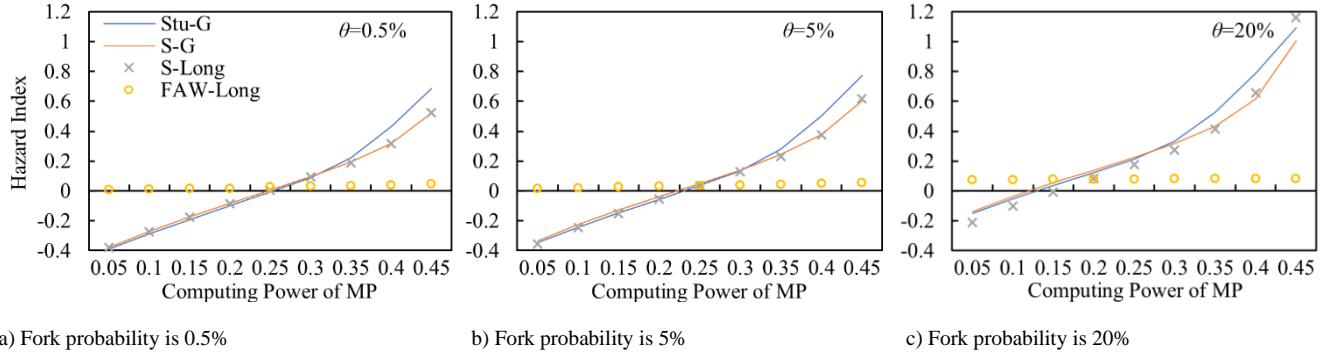 Hazard Index
1.2
1
0.8
0.6
0.4
0.2
0
-0.2
-0.4
Stu-G
S-G
S-Long
FAW-Long
θ=0.5%
0.05 0.1 0.15 0.2 0.25 0.3 0.35 0.4 0.45
Computing Power of MP
1.2
1
0.8
0.6
0.4
0.2
0
-0.2
-0.4
θ=5%
0.05 0.1 0.15 0.2 0.25 0.3 0.35 0.4 0.45
Computing Power of MP
1.2
1
0.8
0.6
0.4
0.2
0
-0.2
-0.4
θ=20%
0.05 0.1 0.15 0.2 0.25 0.3 0.35 0.4 0.45
Computing Power of MP
a) Fork probability is 0.5%
b) Fork probability is 5%
c) Fork probability is 20%